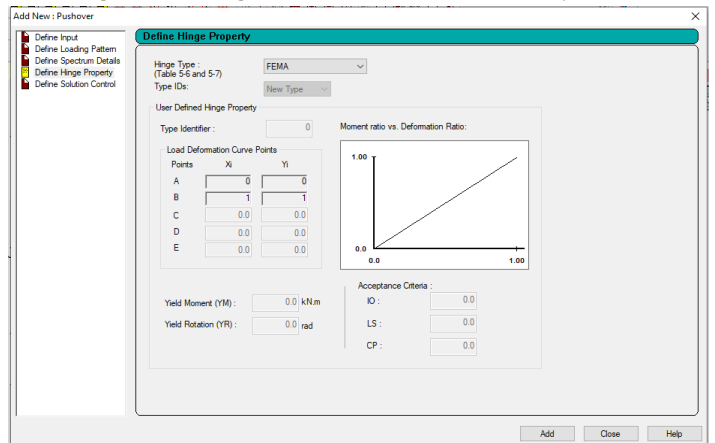 Add New : Pushover
Define Input
Define Loading Pattern
Define Spectrum Details
Define Hinge Property
Define Solution Control
Define Hinge Property
Hinge Type :
(Table 5-6 and
5-7)
FEMA
Type IDs:
New Type
User Defined Hinge Property
Type Identifier :
0
Load Deformation Curve Points
Points Xi Yi
A 0 0
B 1 1
C 0.0 0.0
D 0.0 0.0
E 0.0 0.0
Moment ratio vs. Deformation Ratio:
1.00
0.0
0.0 1.00
Yield Moment (YM) : 0.0 kN.m
Yield Rotation (YR) : 0.0 rad
Acceptance Criteria :
IO : 0.0
LS : 0.0
CP : 0.0
Add Close Help